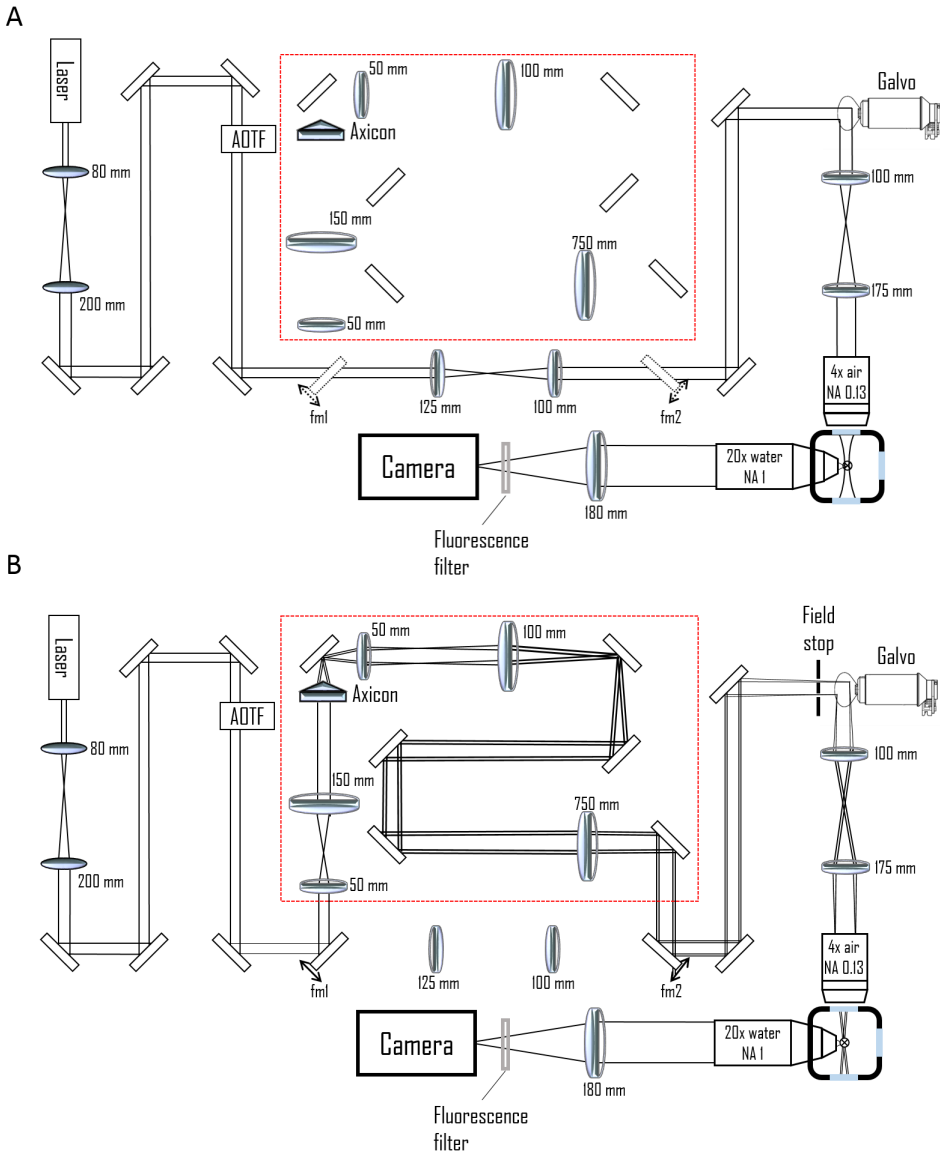 A
Laser
80 mm
200 mm
AOTF
50 mm
100 mm
Axicon
150 mm
750 mm
50 mm
fm1
125 mm
100 mm
fm2
Galvo
100 mm
175 mm
4x air
NA 0.13
Camera
20x water
NA 1
180 mm
Fluorescence
filter
B
Laser
80 mm
200 mm
AOTF
50 mm
100 mm
Axicon
150 mm
750 mm
50 mm
fm1
125 mm
100 mm
fm2
Field
stop
Galvo
100 mm
175 mm
4x air
NA 0.13
Camera
20x water
NA 1
180 mm
Fluorescence
filter